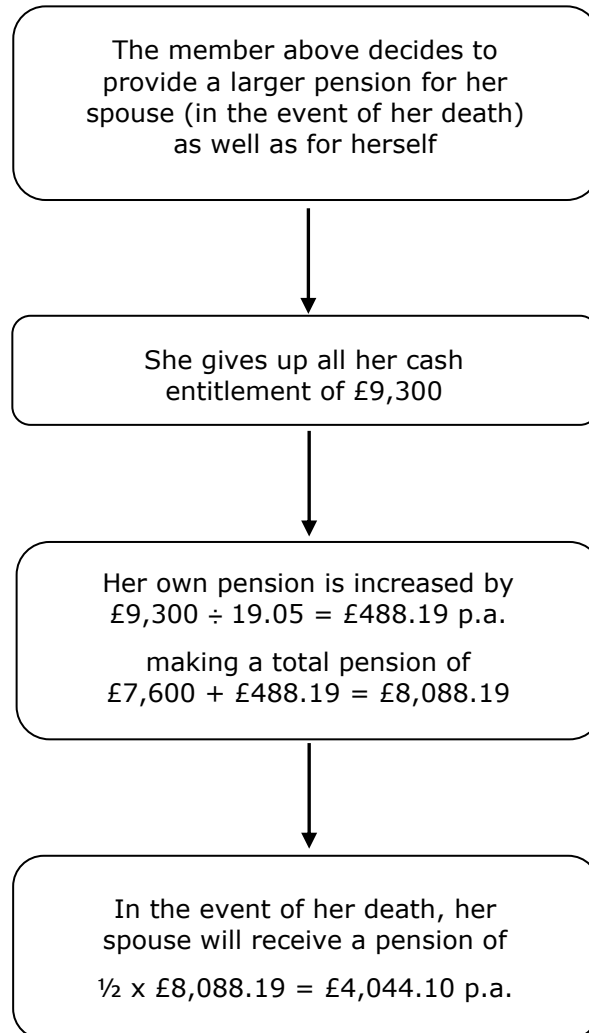 The member above decides to
provide a larger pension for her
spouse (in the event of her death)
as well as for herself
She gives up all her cash
entitlement of £9,300
Her own pension is increased by
£9,300 ÷ 19.05 = £488.19 p.a.
making a total pension of
£7,600 + £488.19 = £8,088.19
In the event of her death, her
spouse will receive a pension of
½ x £8,088.19 = £4,044.10 p.a.